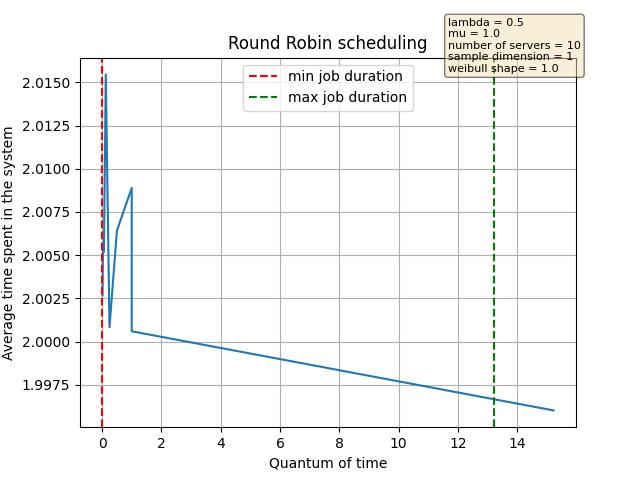 lambda = 0.5
mu = 1.0
number of servers = 10
sample dimension = 1
weibull shape = 1.0
Round Robin scheduling
min job duration
max job duration
2.0150
2.0125
2.0100
2.0075
2.0050
2.0025
2.0000
1.9975
Average time spent in the system
0 2 4 6 8 10 12 14
Quantum of time